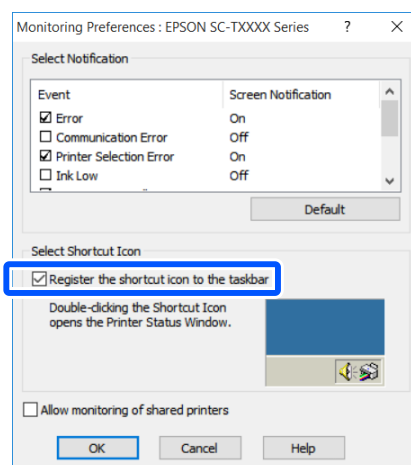 Monitoring Preferences : EPSON SC-TXXXX Series ? ×
Select Notification
Event Screen Notification
Error On
Communication Error Off
Printer Selection Error On
Ink Low Off
Default
Select Shortcut Icon
Register the shortcut icon to the taskbar
Double-clicking the Shortcut Icon
opens the Printer Status Window.
Allow monitoring of shared printers
OK Cancel Help